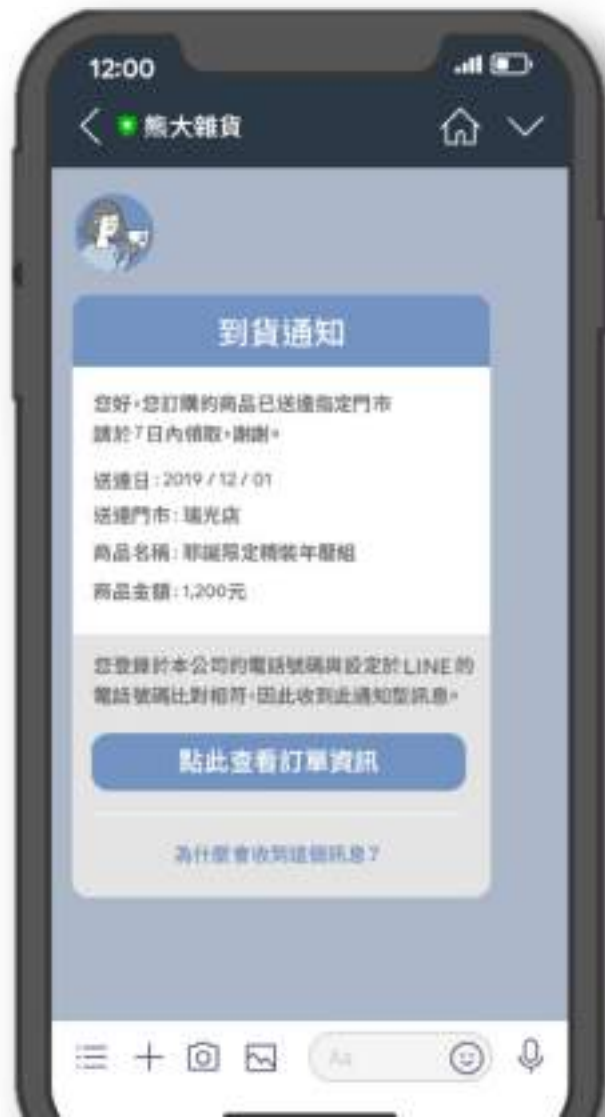 12:00
熊大雜貨
到貨通知
您好,您訂購的商品已送達指定門市
請於7日內領取,謝謝。
送達日:2019 / 12 / 01
送達門市:瑞光店
商品名稱:耶誕限定精裝年曆組
商品金額:1,200元
您登錄於本公司的電話號碼與設定於LINE的
電話號碼比對相符,因此收到此通知型訊息。
點此查看訂單資訊
為什麼會收到這個訊息?
Aa